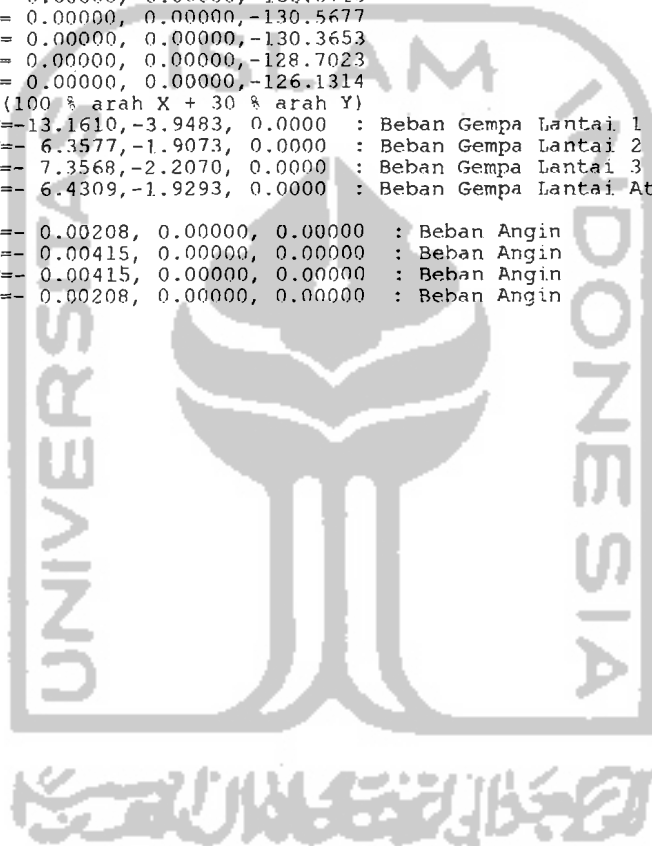 = 0.00000, 0.00000,-130.5677
= 0.00000, 0.00000,-130.3653
= 0.00000, 0.00000,-128.7023
= 0.00000, 0.00000,-126.1314
(100 % arah X + 30 % arah Y)
=-13.1610,-3.9483, 0.0000 : Beban Gempa Lantai 1
=- 6.3577,-1.9073, 0.0000 : Beban Gempa Lantai 2
=- 7.3568,-2.2070, 0.0000 : Beban Gempa Lantai 3
=- 6.4309,-1.9293, 0.0000 : Beban Gempa Lantai At
=- 0.00208, 0.00000, 0.00000 : Beban Angin
=- 0.00415, 0.00000, 0.00000 : Beban Angin
=- 0.00415, 0.00000, 0.00000 : Beban Angin
=- 0.00208, 0.00000, 0.00000 : Beban Angin
ISLAM
UNIVERSITAS
INDONESIA